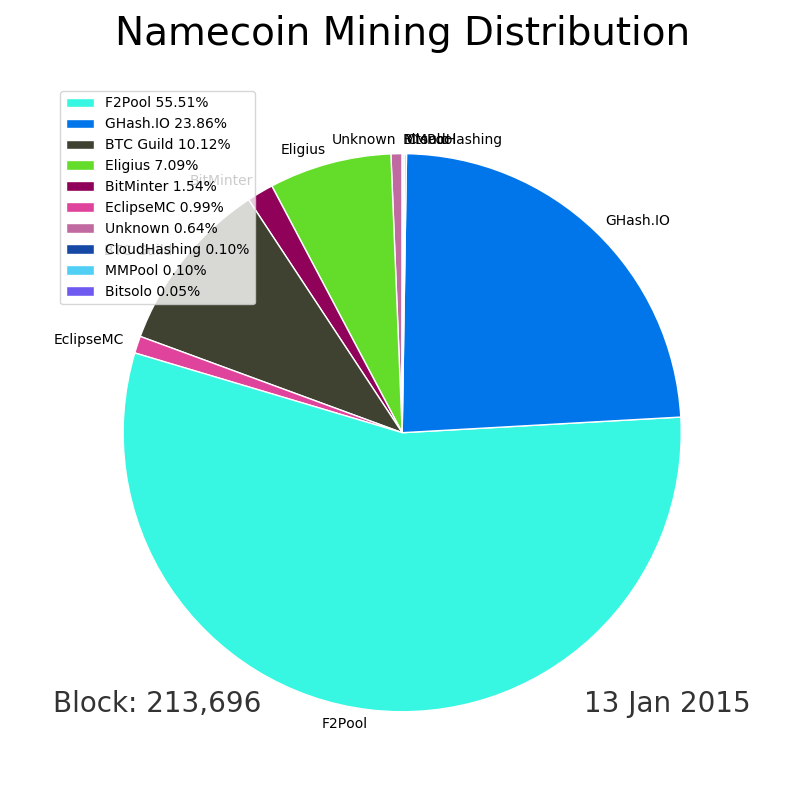 Namecoin Mining Distribution
F2Pool 55.51%
GHash.IO 23.86%
BTC Guild 10.12%
Eligius 7.09%
BitMinter 1.54%
EclipseMC 0.99%
Unknown 0.64%
CloudHashing 0.10%
MMPool 0.10%
Bitsolo 0.05%
Unknown
Eligius
BitMinter
GHash.IO
EclipseMC
F2Pool
Block: 213,696
13 Jan 2015